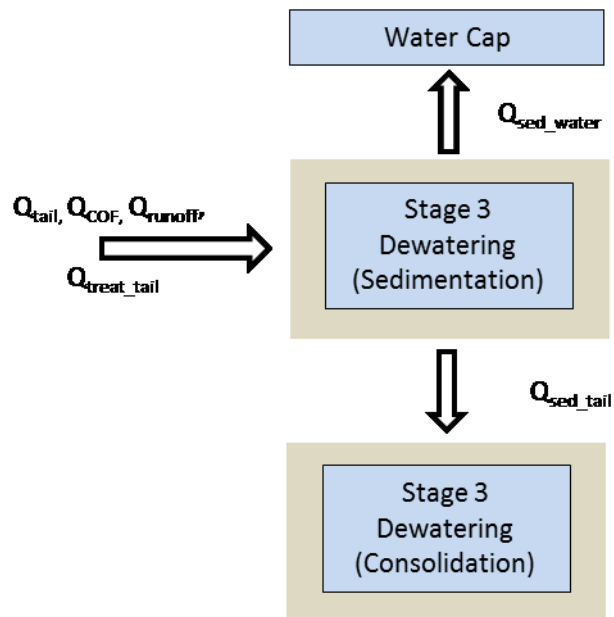 Water Cap
Q_sed_water
Q_tail, Q_COF, Q_runoff,
Q_treat_tail
Stage 3
Dewatering
(Sedimentation)
Q_sed_tail
Stage 3
Dewatering
(Consolidation)